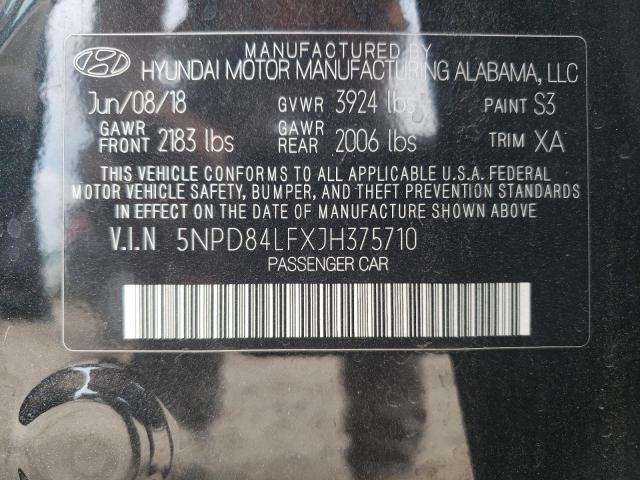 MANUFACTURED BY
HYUNDAI MOTOR MANUFACTURING ALABAMA, LLC
Jun/08/18 GVWR 3924 lbs PAINT S3
GAWR FRONT 2183 lbs GAWR REAR 2006 lbs TRIM XA
THIS VEHICLE CONFORMS TO ALL APPLICABLE U.S.A. FEDERAL
MOTOR VEHICLE SAFETY, BUMPER, AND THEFT PREVENTION STANDARDS
IN EFFECT ON THE DATE OF MANUFACTURE SHOWN ABOVE
V.I.N 5NPD84LFXJH375710
PASSENGER CAR